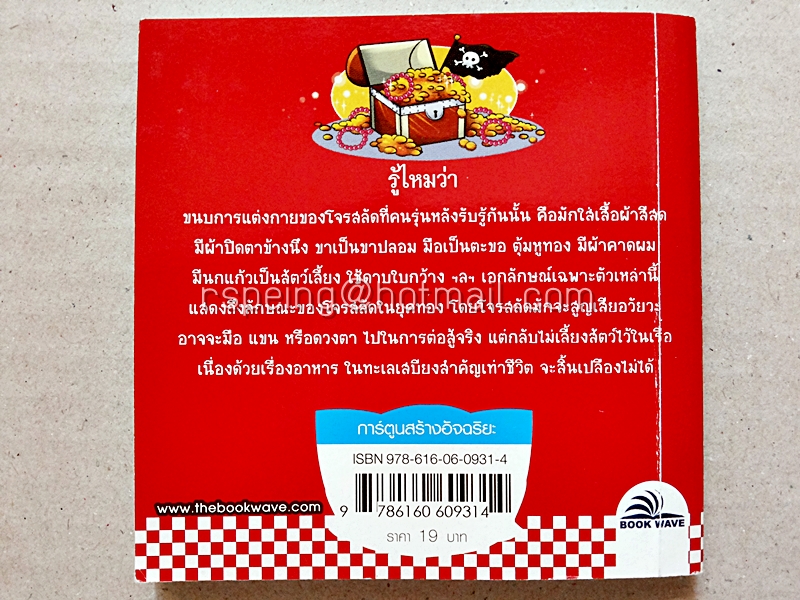 รู้ไหมว่า
ขนบการแต่งกายของโจรสลัดที่คนรุ่นหลังรับรู้กันนั้น คือมักใส่เสื้อผ้าสีสด
มีผ้าปิดตาข้างนึง ขาเป็นขาปลอม มือเป็นตะขอ ตุ้มหูทอง มีผ้าคาดผม
มีนกแก้วเป็นสัตว์เลี้ยง ใช้ดาบใบกว้าง ฯลฯ เอกลักษณ์เฉพาะตัวเหล่านี้
rspeing@hotmail.com
แสดงถึงลักษณะของโจรสลัดในยุคทอง โดยโจรสลัดมักจะสูญเสียอวัยวะ
อาจจะมือ แขน หรือดวงตา ไปในการต่อสู้จริง แต่กลับไม่เลี้ยงสัตว์ไว้ในเรือ
เนื่องด้วยเรื่องอาหาร ในทะเลเสบียงสำคัญเท่าชีวิต จะสิ้นเปลืองไม่ได้
การ์ตูนสร้างอัจฉริยะ
ISBN 978-616-06-0931-4
www.thebookwave.com
9 786160 609314
BOOK WAVE
ราคา 19 บาท